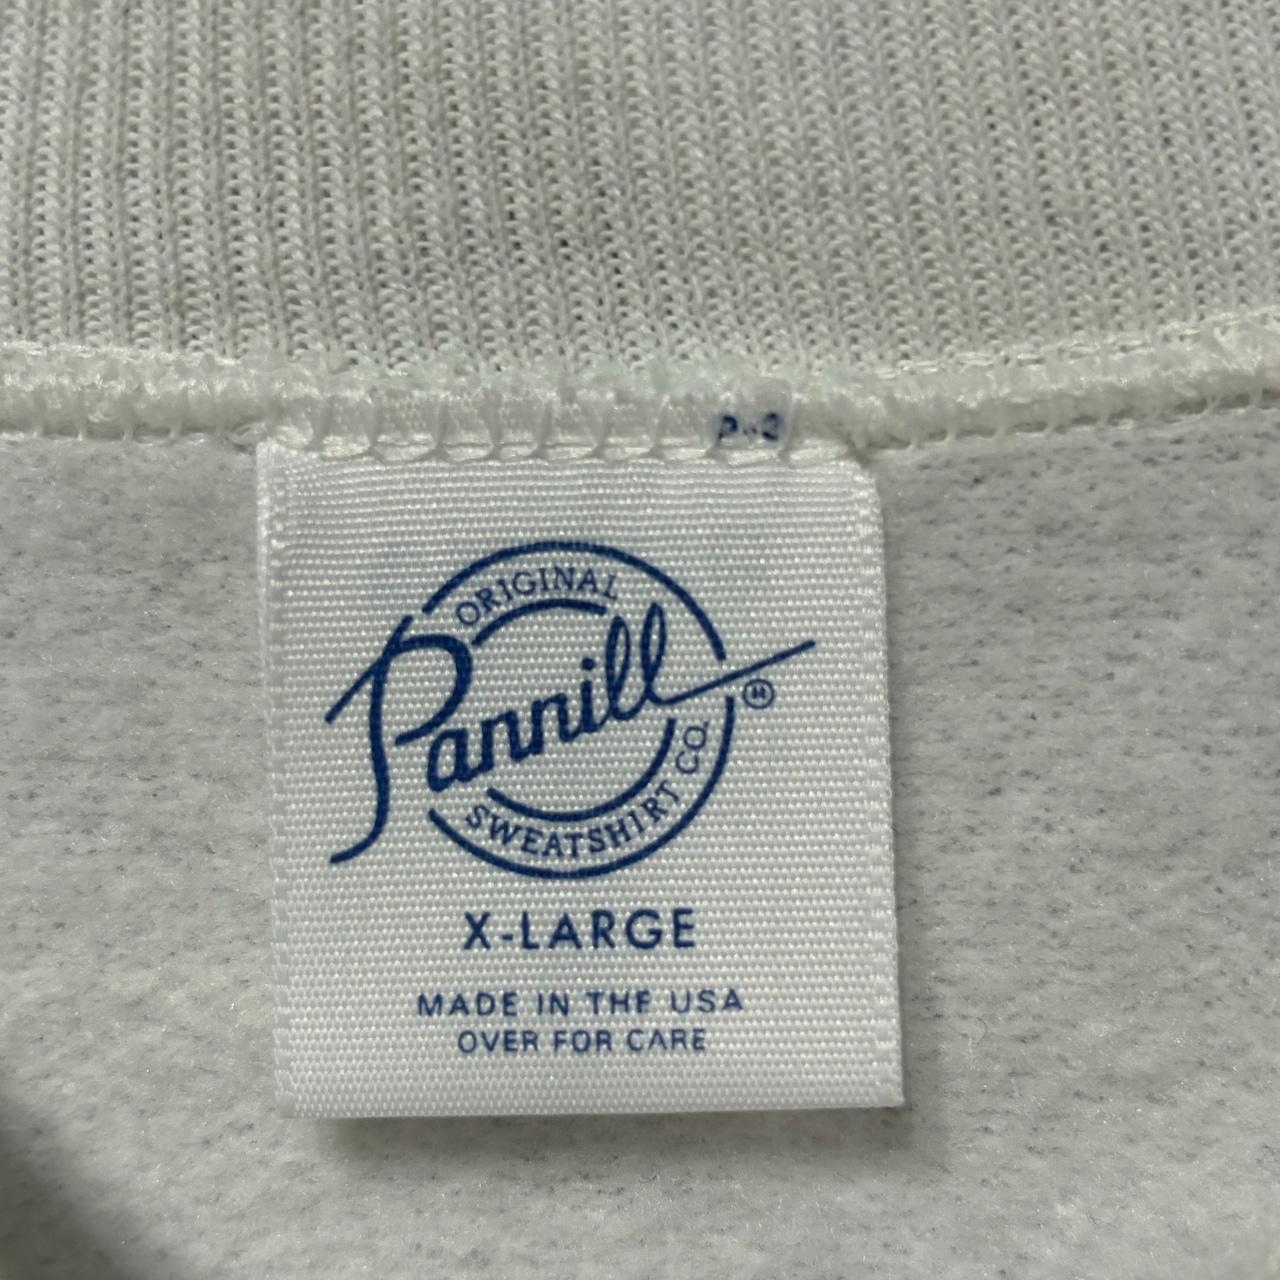 ORIGINAL
Pannill
SWEATSHIRT CO.
X-LARGE
MADE IN THE USA
OVER FOR CARE